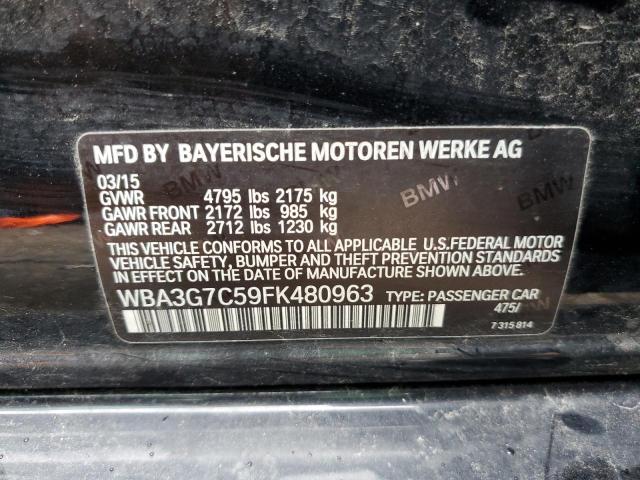 MFD BY BAYERISCHE MOTOREN WERKE AG
03/15
GVWR 4795 lbs 2175 kg
GAWR FRONT 2172 lbs 985 kg
GAWR REAR 2712 lbs 1230 kg
THIS VEHICLE CONFORMS TO ALL APPLICABLE U.S.FEDERAL MOTOR
VEHICLE SAFETY, BUMPER, AND THEFT PREVENTION STANDARDS
IN EFFECT ON THE DATE OF MANUFACTURE SHOWN ABOVE.
WBA3G7C59FK480963 TYPE: PASSENGER CAR
475/
7 315 814
BMW
BMW